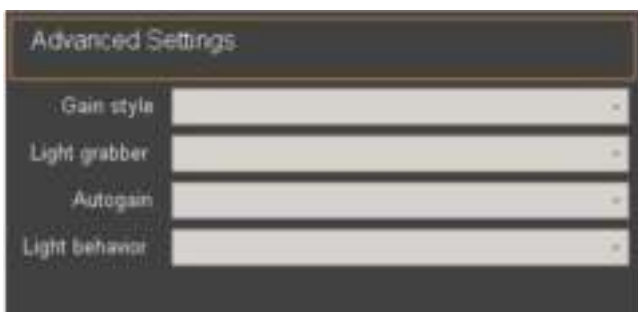 Advanced Settings
Gain style
Light grabber
Autogain
Light behavior